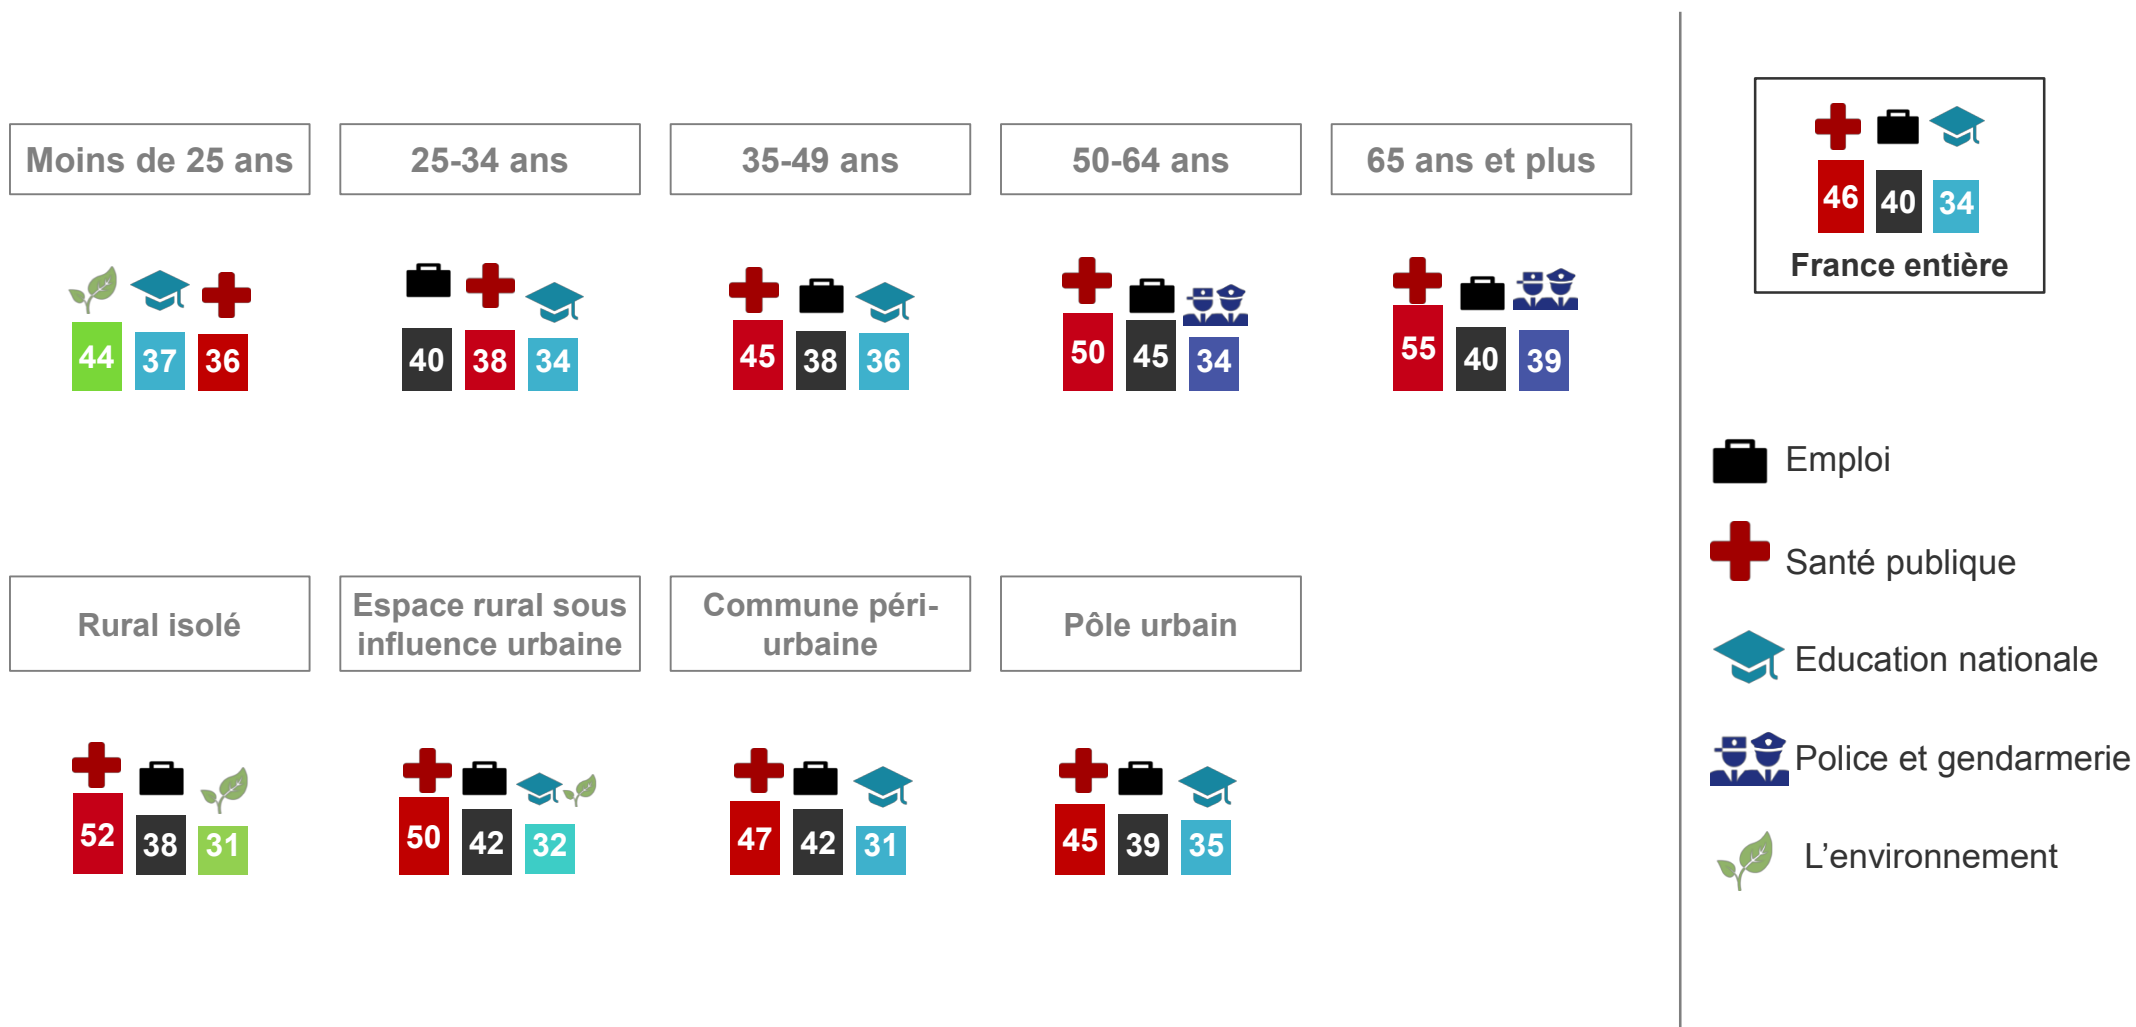 Moins de 25 ans
25-34 ans
35-49 ans
50-64 ans
65 ans et plus
44 37 36
40 38 34
45 38 36
50 45 34
55 40 39
Rural isolé
Espace rural sous
influence urbaine
Commune péri-
urbaine
Pôle urbain
52 38 31
50 42 32
47 42 31
45 39 35
46 40 34
France entière
Emploi
Santé publique
Education nationale
Police et gendarmerie
L’environnement